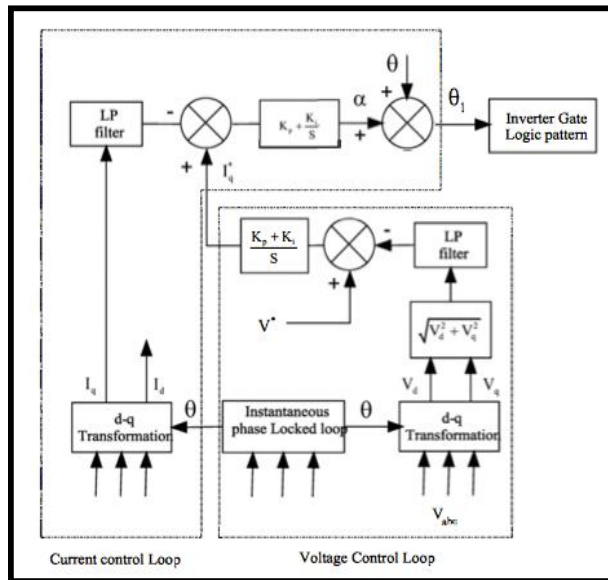 θ
LP
filter
-
+
K_p + K_i/S
α
+
+
-
θ_1
Inverter Gate
Logic pattern
I_q^*
+
K_p + K_i
S
-
+
V*
LP
filter
√V_d^2 + V_q^2
I_q
I_d
V_d
V_q
d-q
Transformation
θ
Instantaneous
phase Locked loop
θ
d-q
Transformation
V_abc
Current control Loop
Voltage Control Loop